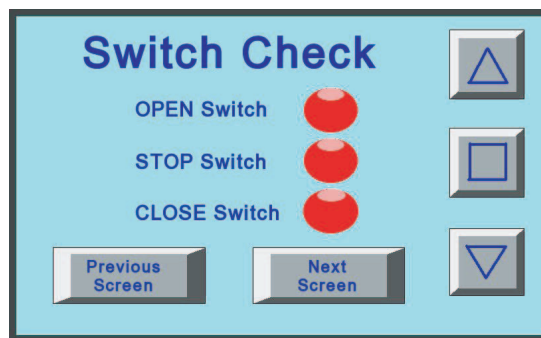 Switch Check
OPEN Switch
STOP Switch
CLOSE Switch
Previous
Screen
Next
Screen